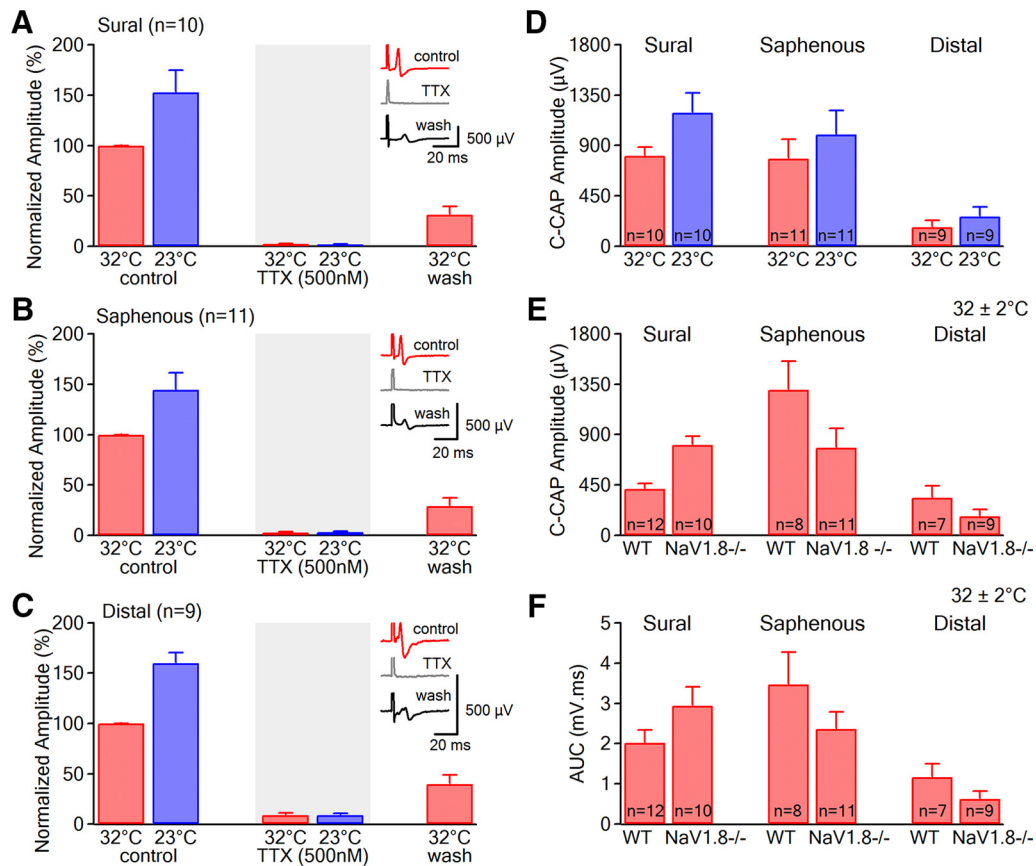 A
Sural (n=10)
Normalized Amplitude (%)
200
150
100
50
0
control
TTX
wash
500 µV
20 ms
32°C 23°C 32°C 23°C 32°C
control TTX (500nM) wash
B
Saphenous (n=11)
Normalized Amplitude (%)
200
150
100
50
0
control
TTX
wash
500 µV
20 ms
32°C 23°C 32°C 23°C 32°C
control TTX (500nM) wash
C
Distal (n=9)
Normalized Amplitude (%)
200
150
100
50
0
control
TTX
wash
500 µV
20 ms
32°C 23°C 32°C 23°C 32°C
control TTX (500nM) wash
D
Sural Saphenous Distal
C-CAP Amplitude (µV)
1800
1350
900
450
0
n=10 n=10 n=11 n=11 n=9 n=9
32°C 23°C 32°C 23°C 32°C 23°C
E
32 ± 2°C
Sural Saphenous Distal
C-CAP Amplitude (µV)
1800
1350
900
450
0
n=12 n=10 n=8 n=11 n=7 n=9
WT NaV1.8-/- WT NaV1.8 -/- WT NaV1.8-/-
F
32 ± 2°C
Sural Saphenous Distal
AUC (mV.ms)
5
4
3
2
1
0
n=12 n=10 n=8 n=11 n=7 n=9
WT NaV1.8-/- WT NaV1.8-/- WT NaV1.8-/-